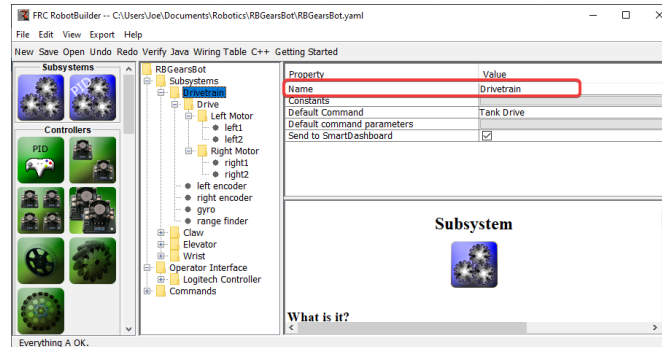 FRC RobotBuilder -- C:\Users\Joe\Documents\Robotics\RBGearsBot\RBGearsBot.yaml
File Edit View Export Help
New Save Open Undo Redo Verify Java Wiring Table C++ Getting Started
Subsystems
PID
Controllers
PID
RBGearsBot
Subsystems
Drivetrain
Drive
Left Motor
left1
left2
Right Motor
right1
right2
left encoder
right encoder
gyro
range finder
Claw
Elevator
Wrist
Operator Interface
Logitech Controller
Commands
Property Value
Name Drivetrain
Constants
Default Command Tank Drive
Default command parameters
Send to SmartDashboard
Subsystem
What is it?
Everything A OK.